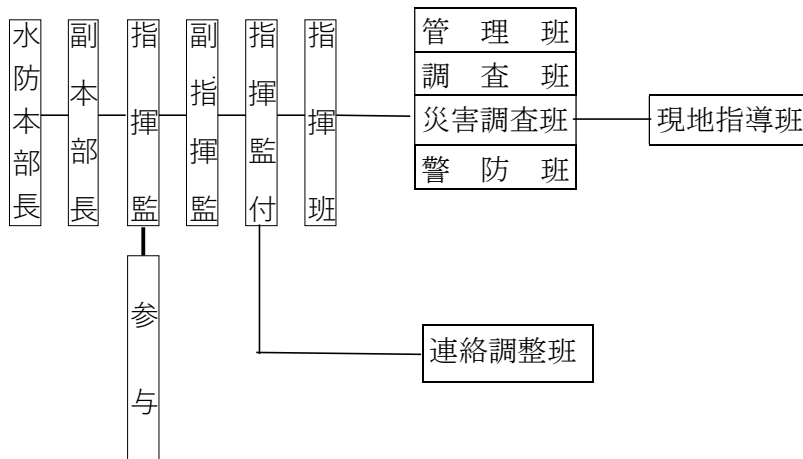 水防本部長
副本部長
指揮監
副指揮監
指揮監付
指揮班
管理班
調査班
災害調査班
警防班
現地指導班
参与
連絡調整班